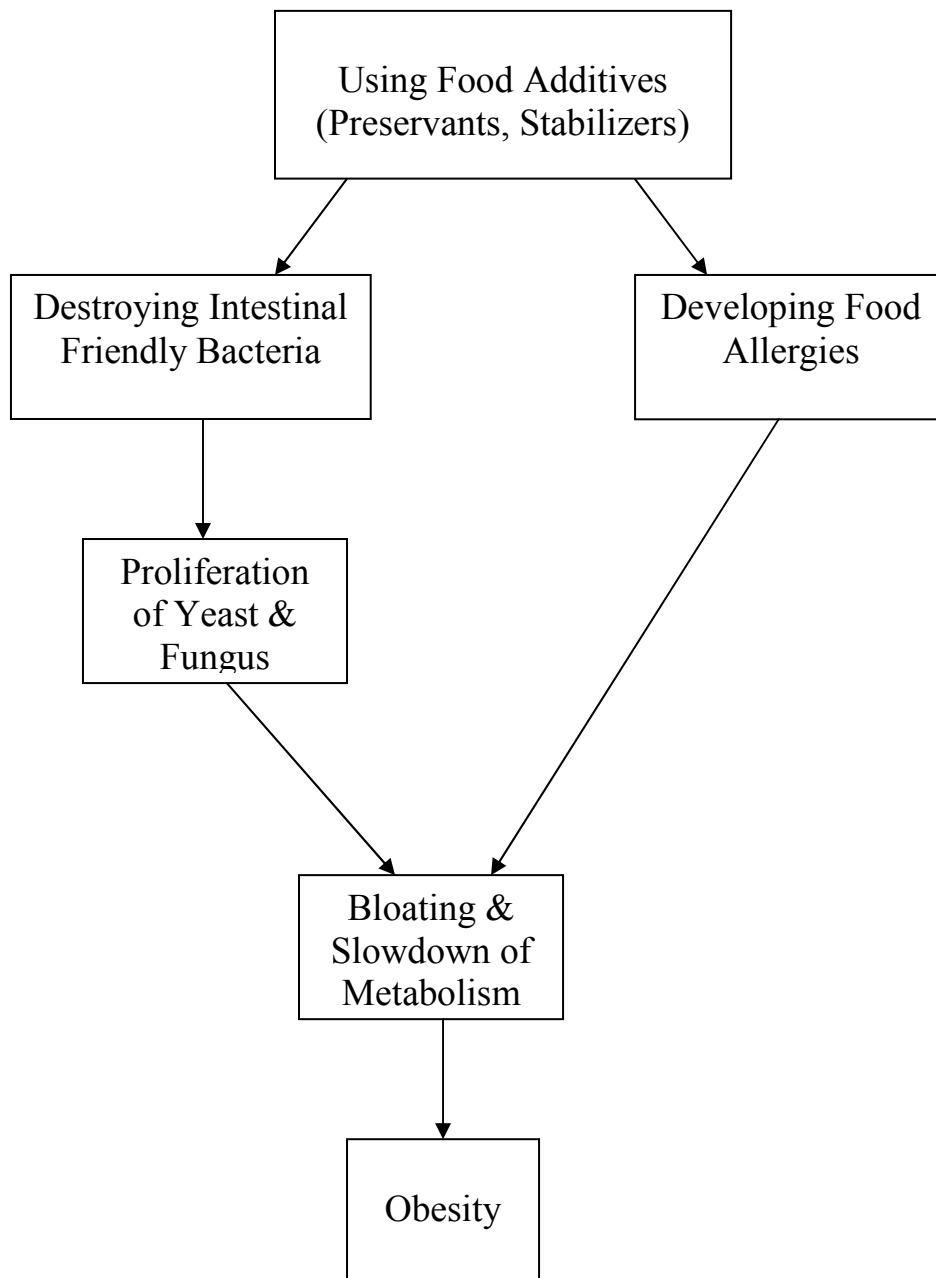 Using Food Additives
(Preservants, Stabilizers)
Destroying Intestinal
Friendly Bacteria
Developing Food
Allergies
Proliferation
of Yeast &
Fungus
Bloating &
Slowdown of
Metabolism
Obesity